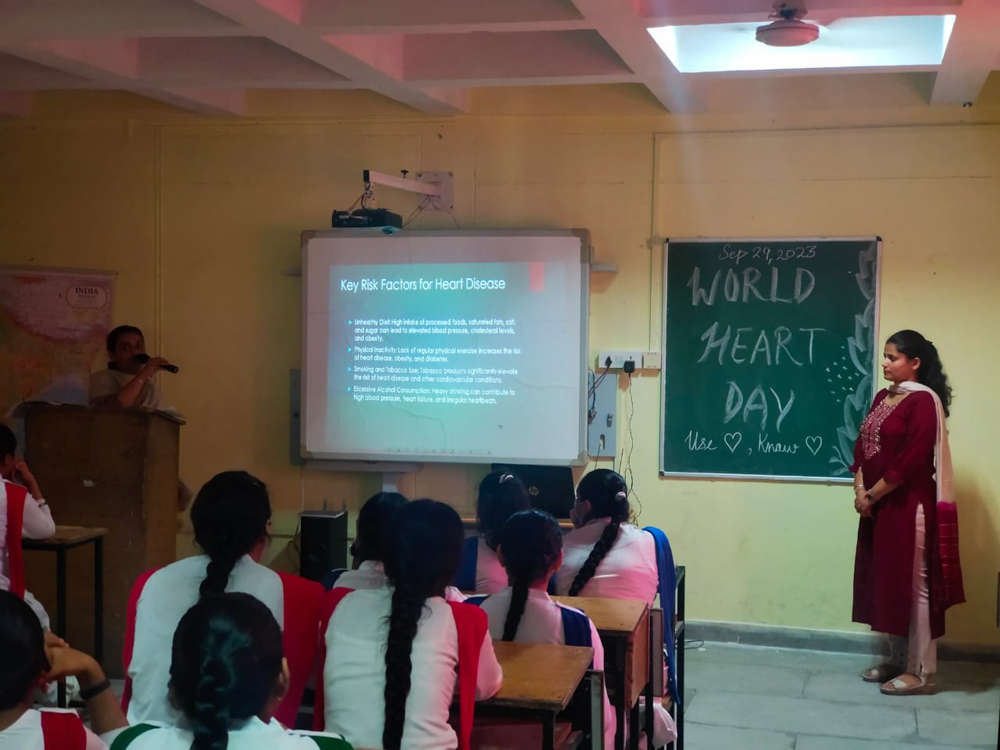 INDIA
Key Risk Factors for Heart Disease
Unhealthy Diet: High intake of processed foods, saturated fats, salt,
and sugar can lead to elevated blood pressure, cholesterol levels,
and obesity.
Physical Inactivity: Lack of regular physical exercise increases the risk
of heart disease, obesity, and diabetes.
Smoking and Tobacco Use: Tobacco products significantly elevate
the risk of heart disease and other cardiovascular conditions.
Excessive Alcohol Consumption: Heavy drinking can contribute to
high blood pressure, heart failure, and irregular heartbeats.
Sep 29, 2023
WORLD
HEART
DAY
Use ♡, Know ♡
hp